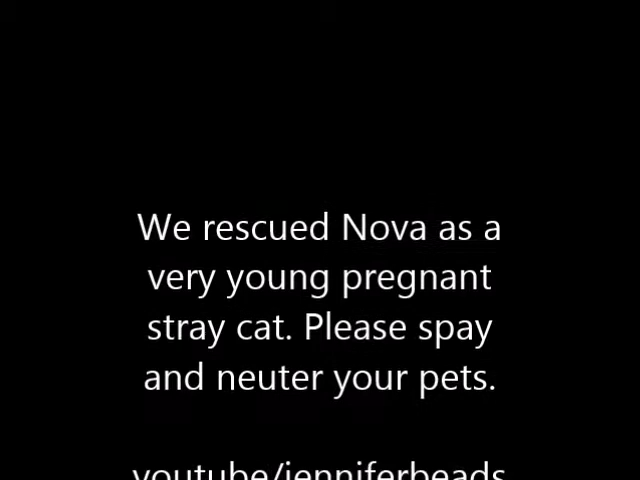 We rescued Nova as a
very young pregnant
stray cat. Please spay
and neuter your pets.
youtube/jenniferbeads